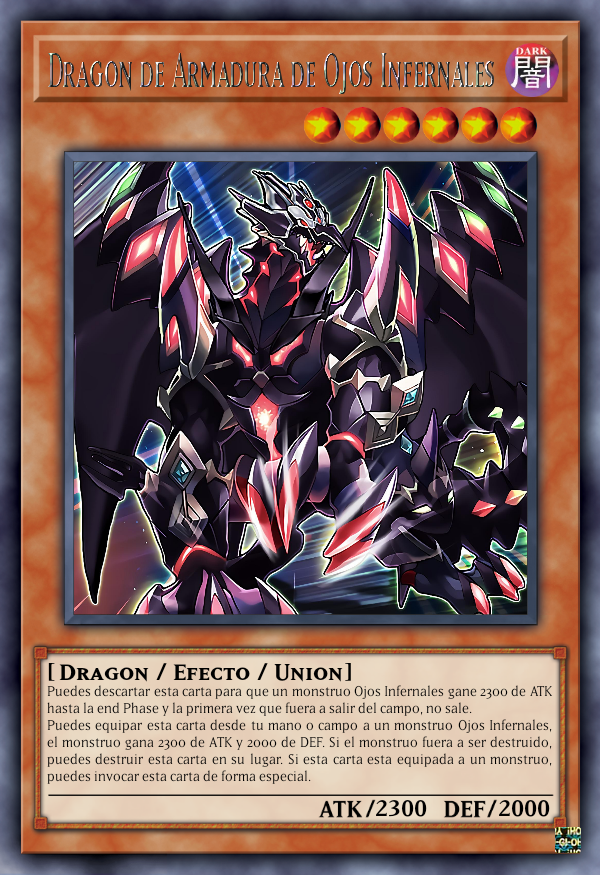 Dragon de Armadura de Ojos Infernales
DARK
闇
[ Dragon / Efecto / Union ]
Puedes descartar esta carta para que un monstruo Ojos Infernales gane 2300 de ATK
hasta la end Phase y la primera vez que fuera a salir del campo, no sale.
Puedes equipar esta carta desde tu mano o campo a un monstruo Ojos Infernales,
el monstruo gana 2300 de ATK y 2000 de DEF. Si el monstruo fuera a ser destruido,
puedes destruir esta carta en su lugar. Si esta carta esta equipada a un monstruo,
puedes invocar esta carta de forma especial.
ATK/2300 DEF/2000